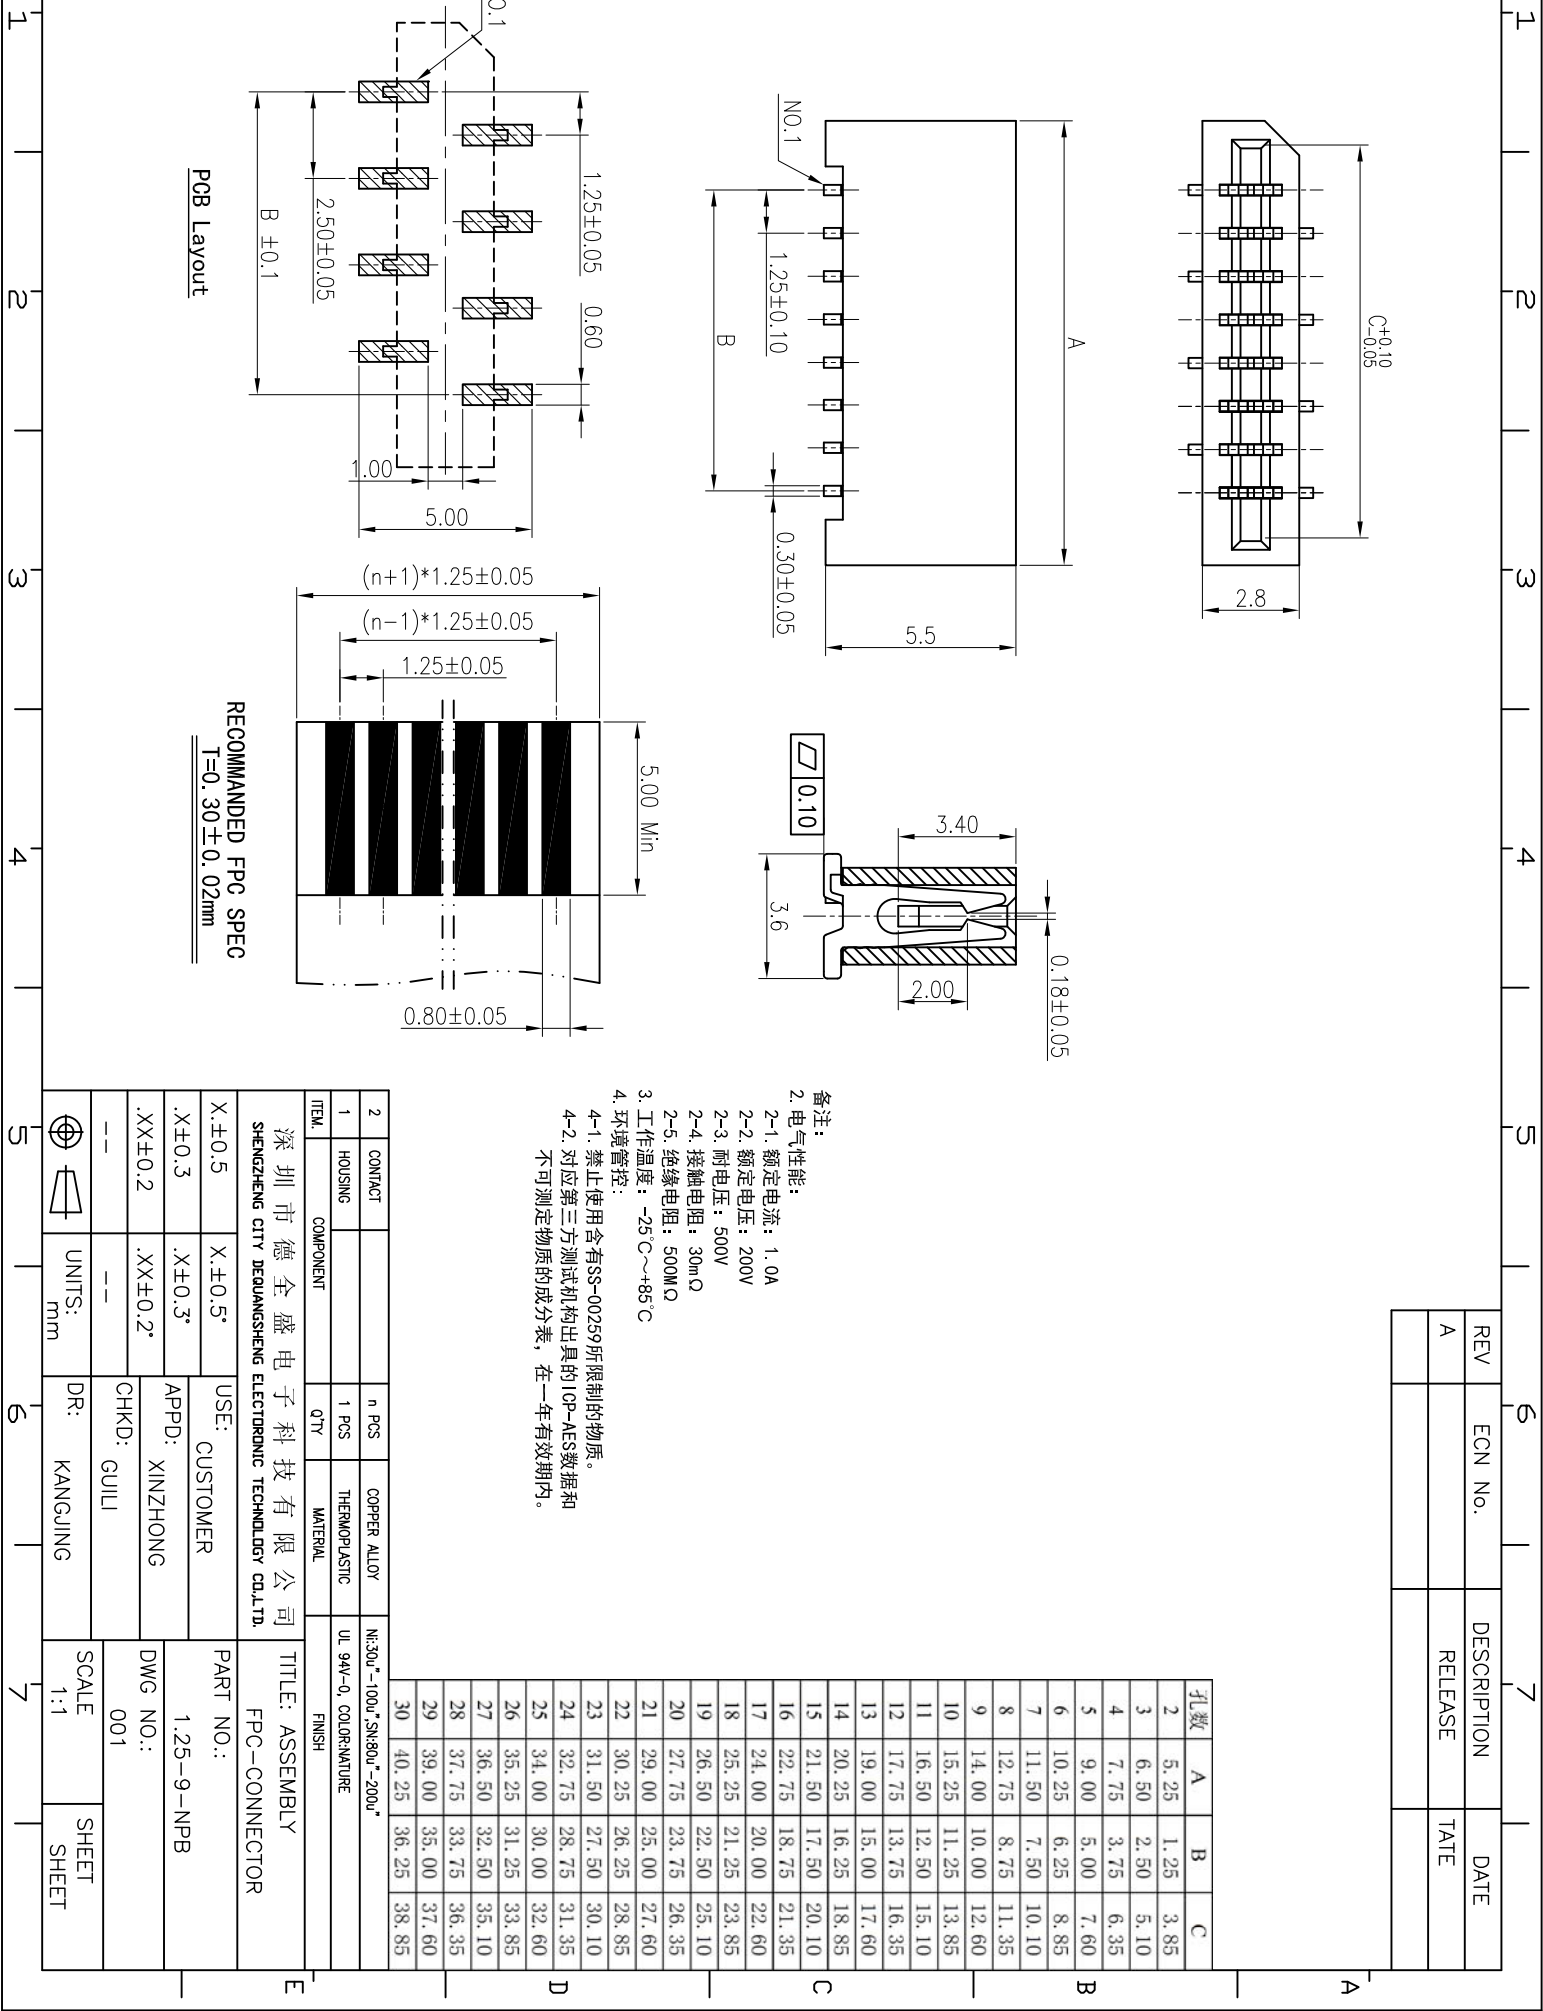 1
2
3
4
5
6
7
A
B
C
D
E
REV
ECN No.
DESCRIPTION
DATE
A
RELEASE
TATE
C+0.10
-0.05
2.8
A
NO.1
1.25±0.10
B
0.30±0.05
5.5
0.10
3.40
3.6
2.00
0.18±0.05
O.1
1.25±0.05
0.60
2.50±0.05
B ±0.1
1.00
5.00
PCB Layout
(n+1)*1.25±0.05
(n-1)*1.25±0.05
1.25±0.05
5.00 Min
0.80±0.05
RECOMMANDED FPC SPEC
T=0.30±0.02mm
备注:
2.电气性能:
2-1.额定电流: 1.0A
2-2.额定电压: 200V
2-3.耐电压: 500V
2-4.接触电阻: 30mΩ
2-5.绝缘电阻: 500MΩ
3.工作温度: -25℃~+85℃
4.环境管控:
4-1.禁止使用含有SS-00259所限制的物质。
4-2.对应第三方测试机构出具的ICP-AES数据和
不可测定物质的成分表,在一年有效期内。
孔数 A B C
2 5.25 1.25 3.85
3 6.50 2.50 5.10
4 7.75 3.75 6.35
5 9.00 5.00 7.60
6 10.25 6.25 8.85
7 11.50 7.50 10.10
8 12.75 8.75 11.35
9 14.00 10.00 12.60
10 15.25 11.25 13.85
11 16.50 12.50 15.10
12 17.75 13.75 16.35
13 19.00 15.00 17.60
14 20.25 16.25 18.85
15 21.50 17.50 20.10
16 22.75 18.75 21.35
17 24.00 20.00 22.60
18 25.25 21.25 23.85
19 26.50 22.50 25.10
20 27.75 23.75 26.35
21 29.00 25.00 27.60
22 30.25 26.25 28.85
23 31.50 27.50 30.10
24 32.75 28.75 31.35
25 34.00 30.00 32.60
26 35.25 31.25 33.85
27 36.50 32.50 35.10
28 37.75 33.75 36.35
29 39.00 35.00 37.60
30 40.25 36.25 38.85
2 CONTACT n PCS COPPER ALLOY Ni:30u"-100u",SN:80u"-200u"
1 HOUSING 1 PCS THERMOPLASTIC UL 94V-0, COLOR:NATURE
ITEM. COMPONENT Q'TY MATERIAL FINISH
深圳市德全盛电子科技有限公司
SHENGZHENG CITY DEQUANGSHENG ELECTORONIC TECHNOLOGY CO.,LTD.
TITLE: ASSEMBLY
FPC-CONNECTOR
X.±0.5 X.±0.5°
.X±0.3 .X±0.3°
.XX±0.2 .XX±0.2°
-- --
UNITS:
mm
USE: CUSTOMER
APPD: XINZHONG
CHKD: GUILI
DR: KANGJING
PART NO.:
1.25-9-NPB
DWG NO.:
001
SCALE
1:1
SHEET
SHEET
1
2
3
4
5
6
7